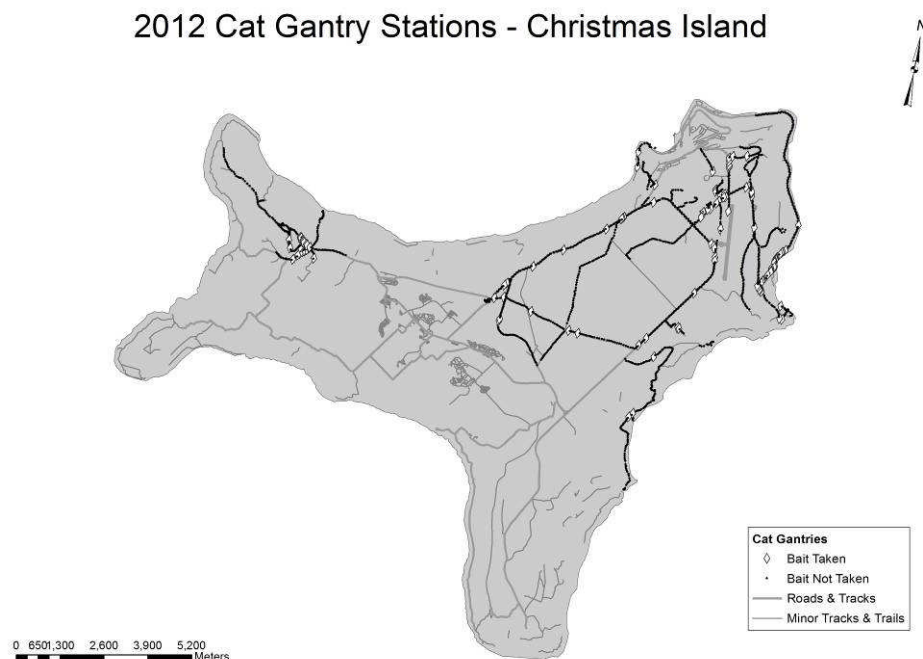 2012 Cat Gantry Stations - Christmas Island
N
Cat Gantries
Bait Taken
Bait Not Taken
Roads & Tracks
Minor Tracks & Trails
0 6501,300 2,600 3,900 5,200
Meters